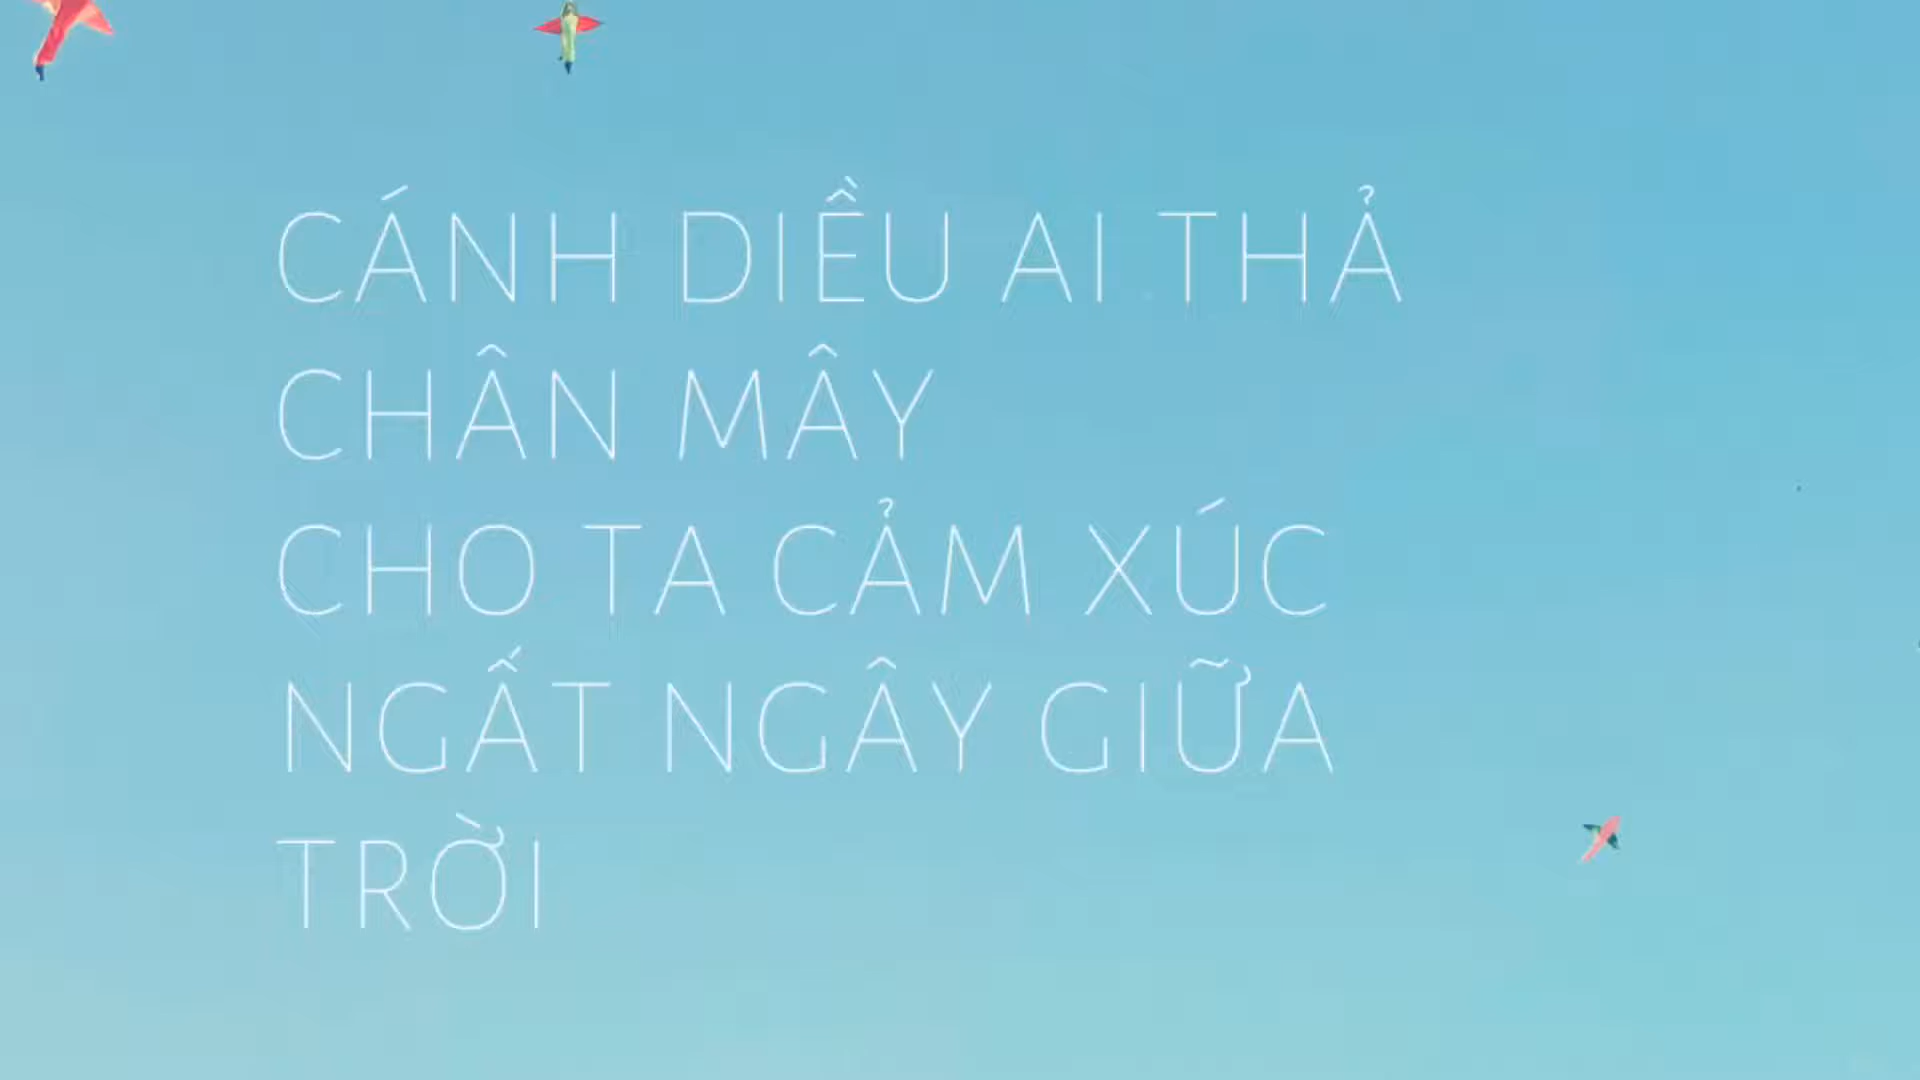 CÁNH DIỀU AI THẢ
CHÂN MÂY
CHO TA CẢM XÚC
NGẤT NGÂY GIỮA
TRỜI